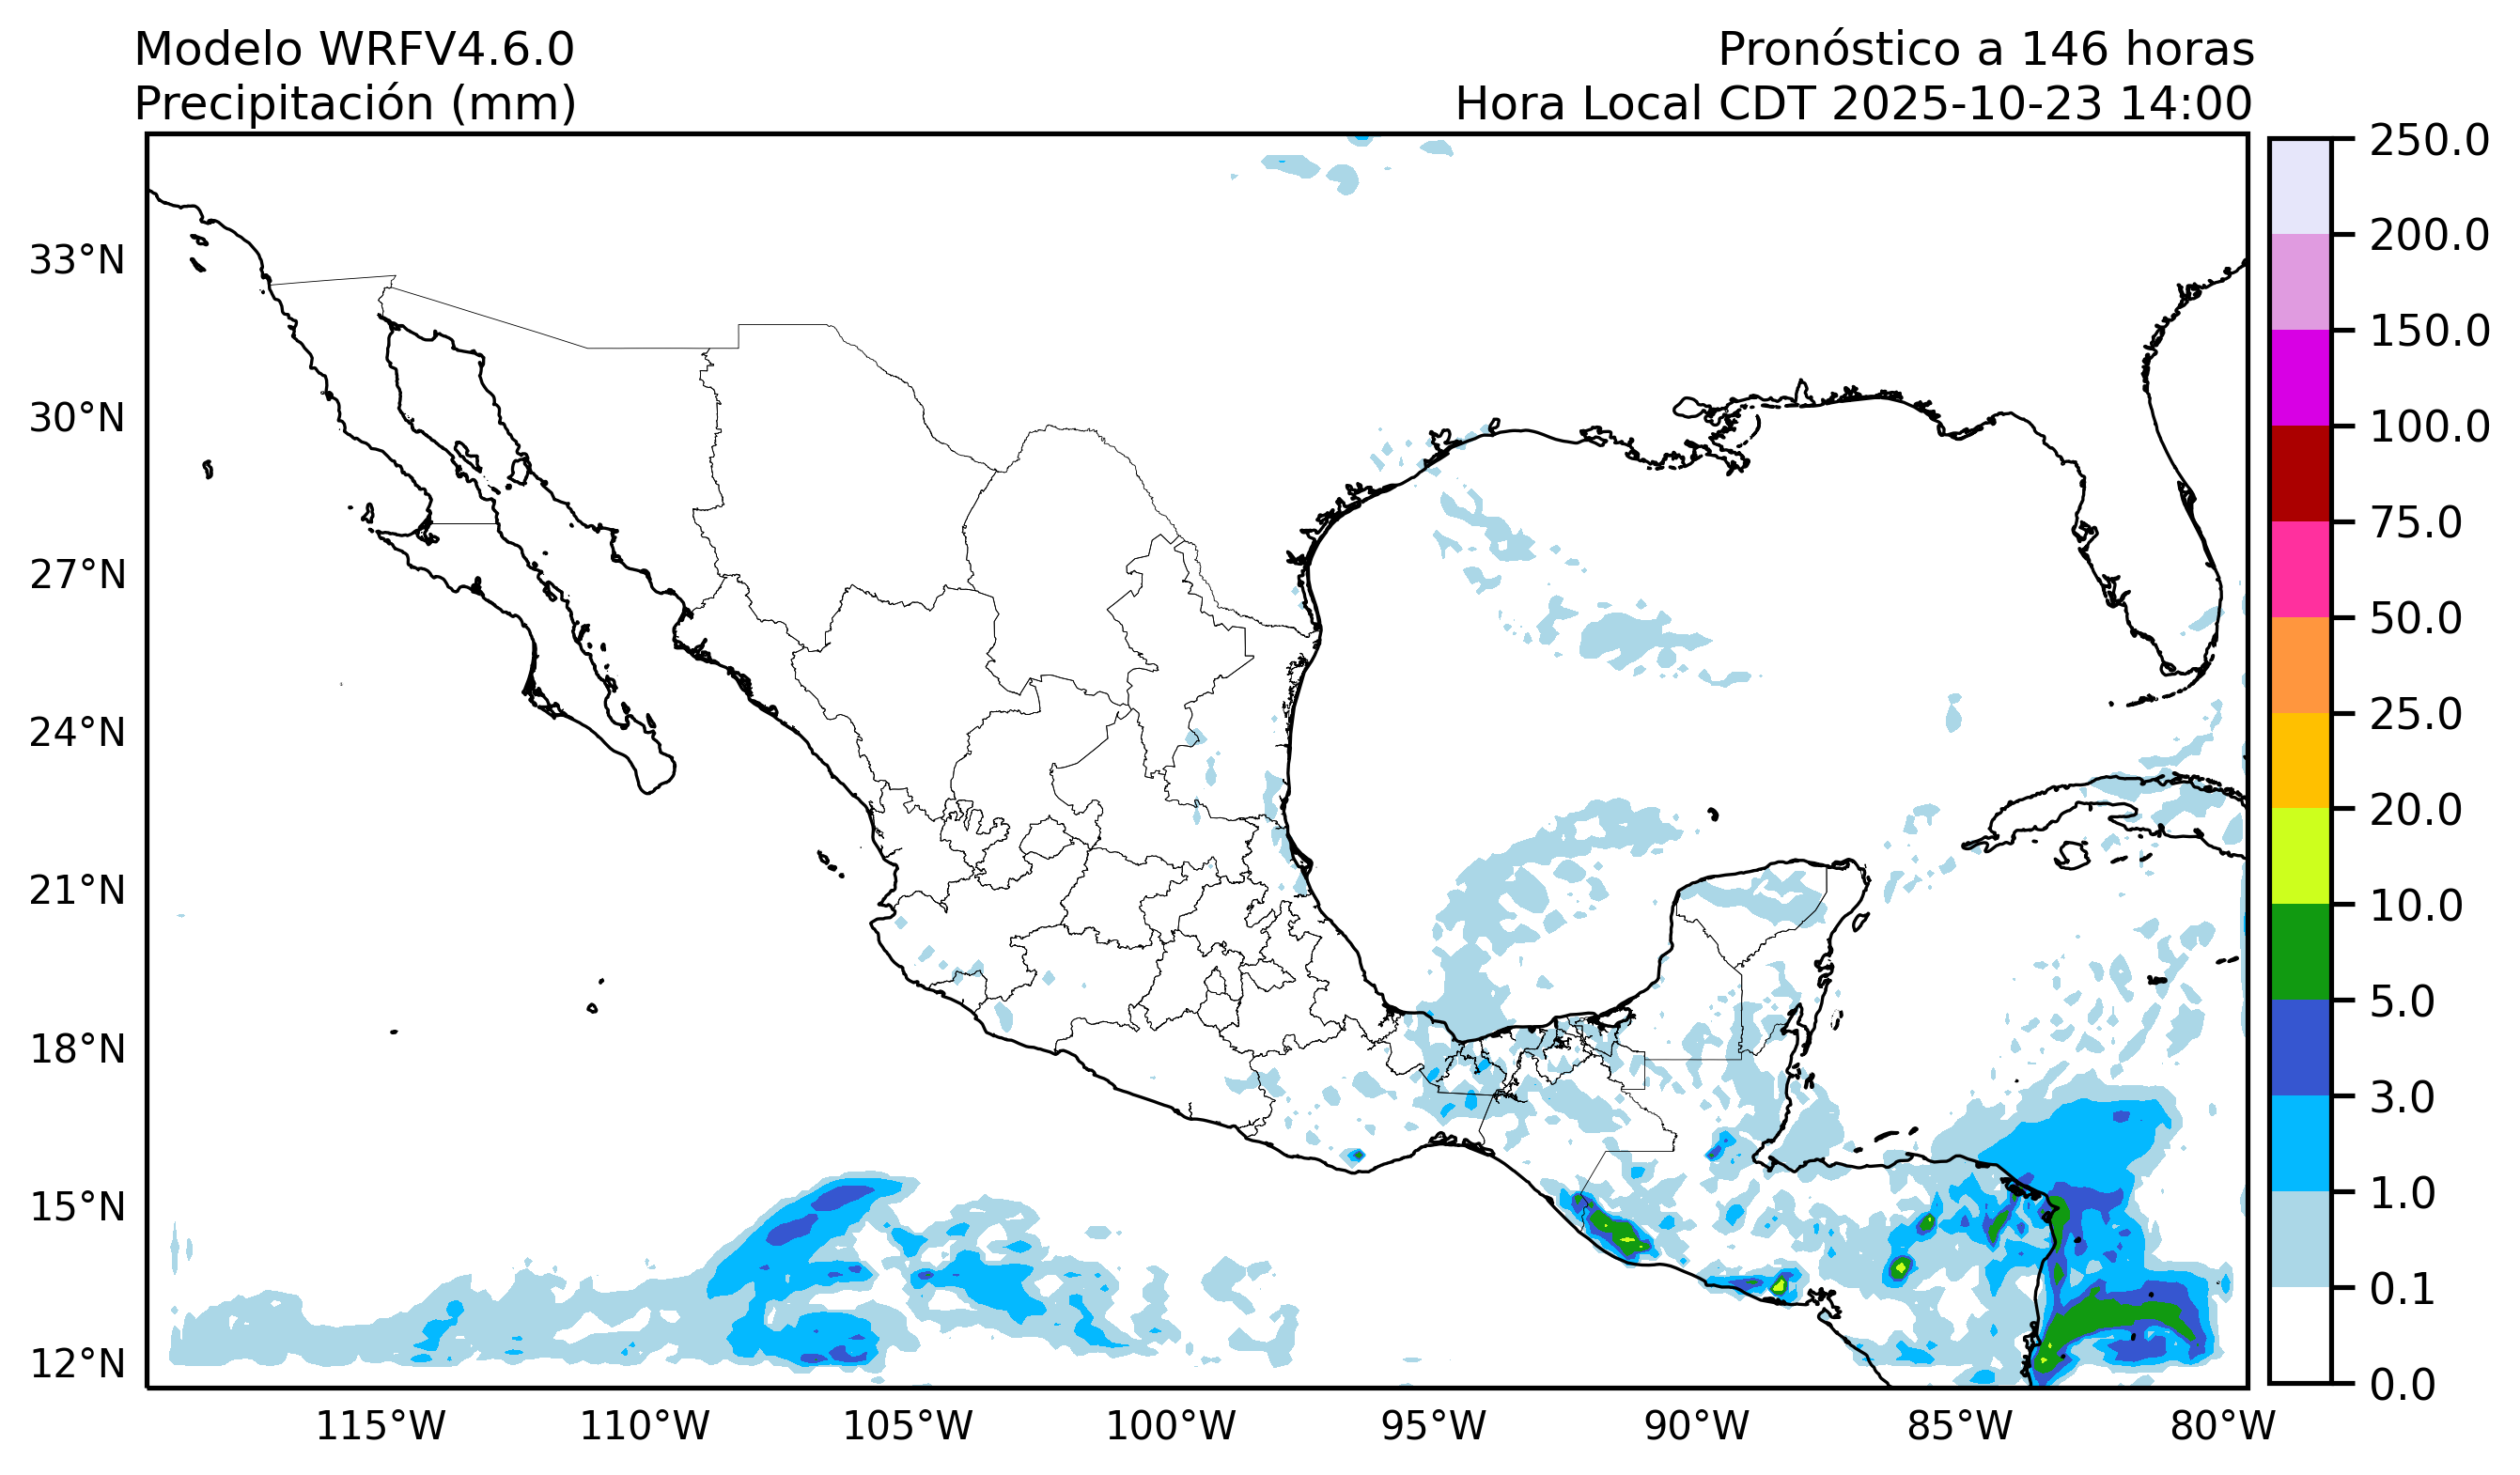 Modelo WRFV4.6.0
Precipitación (mm)
Pronóstico a 146 horas
Hora Local CDT 2025-10-23 14:00
33°N
30°N
27°N
24°N
21°N
18°N
15°N
12°N
115°W
110°W
105°W
100°W
95°W
90°W
85°W
80°W
250.0
200.0
150.0
100.0
75.0
50.0
25.0
20.0
10.0
5.0
3.0
1.0
0.1
0.0